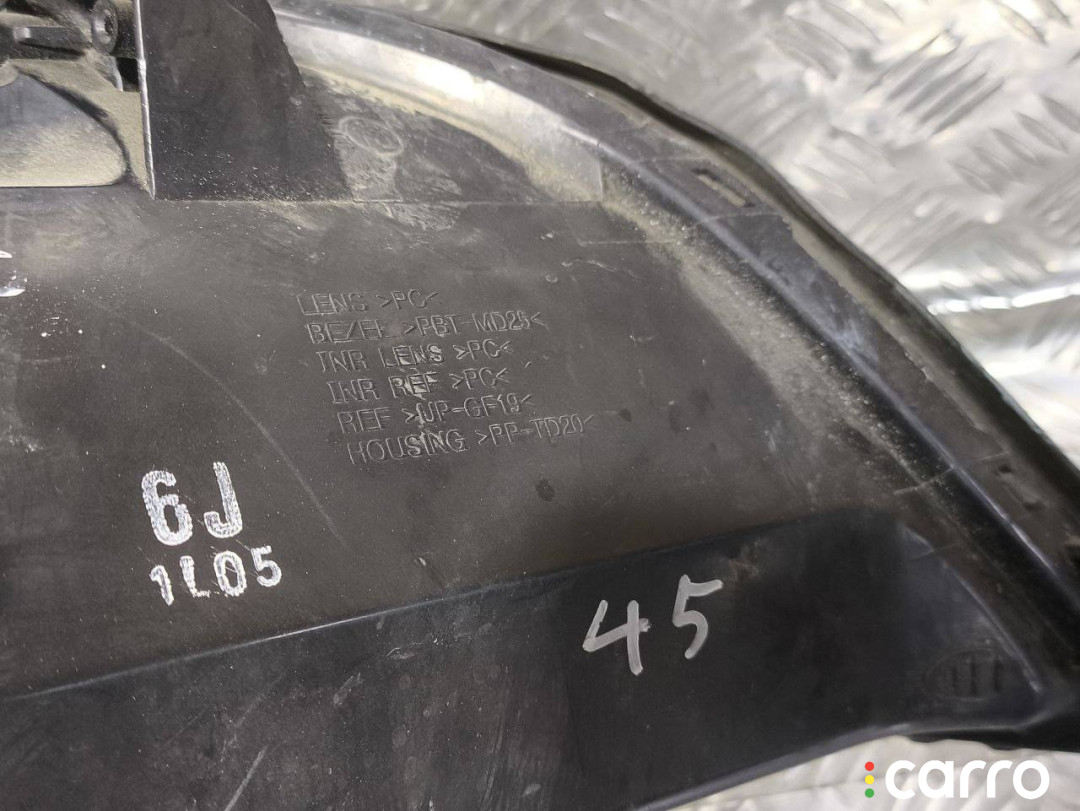 LENS >PC<
BEZEL >PBT-MD25<
INR LENS >PC<
INR REF >PC<
REF >UP-GF19<
HOUSING >PP-TD20<
6J
1L05
45
carro